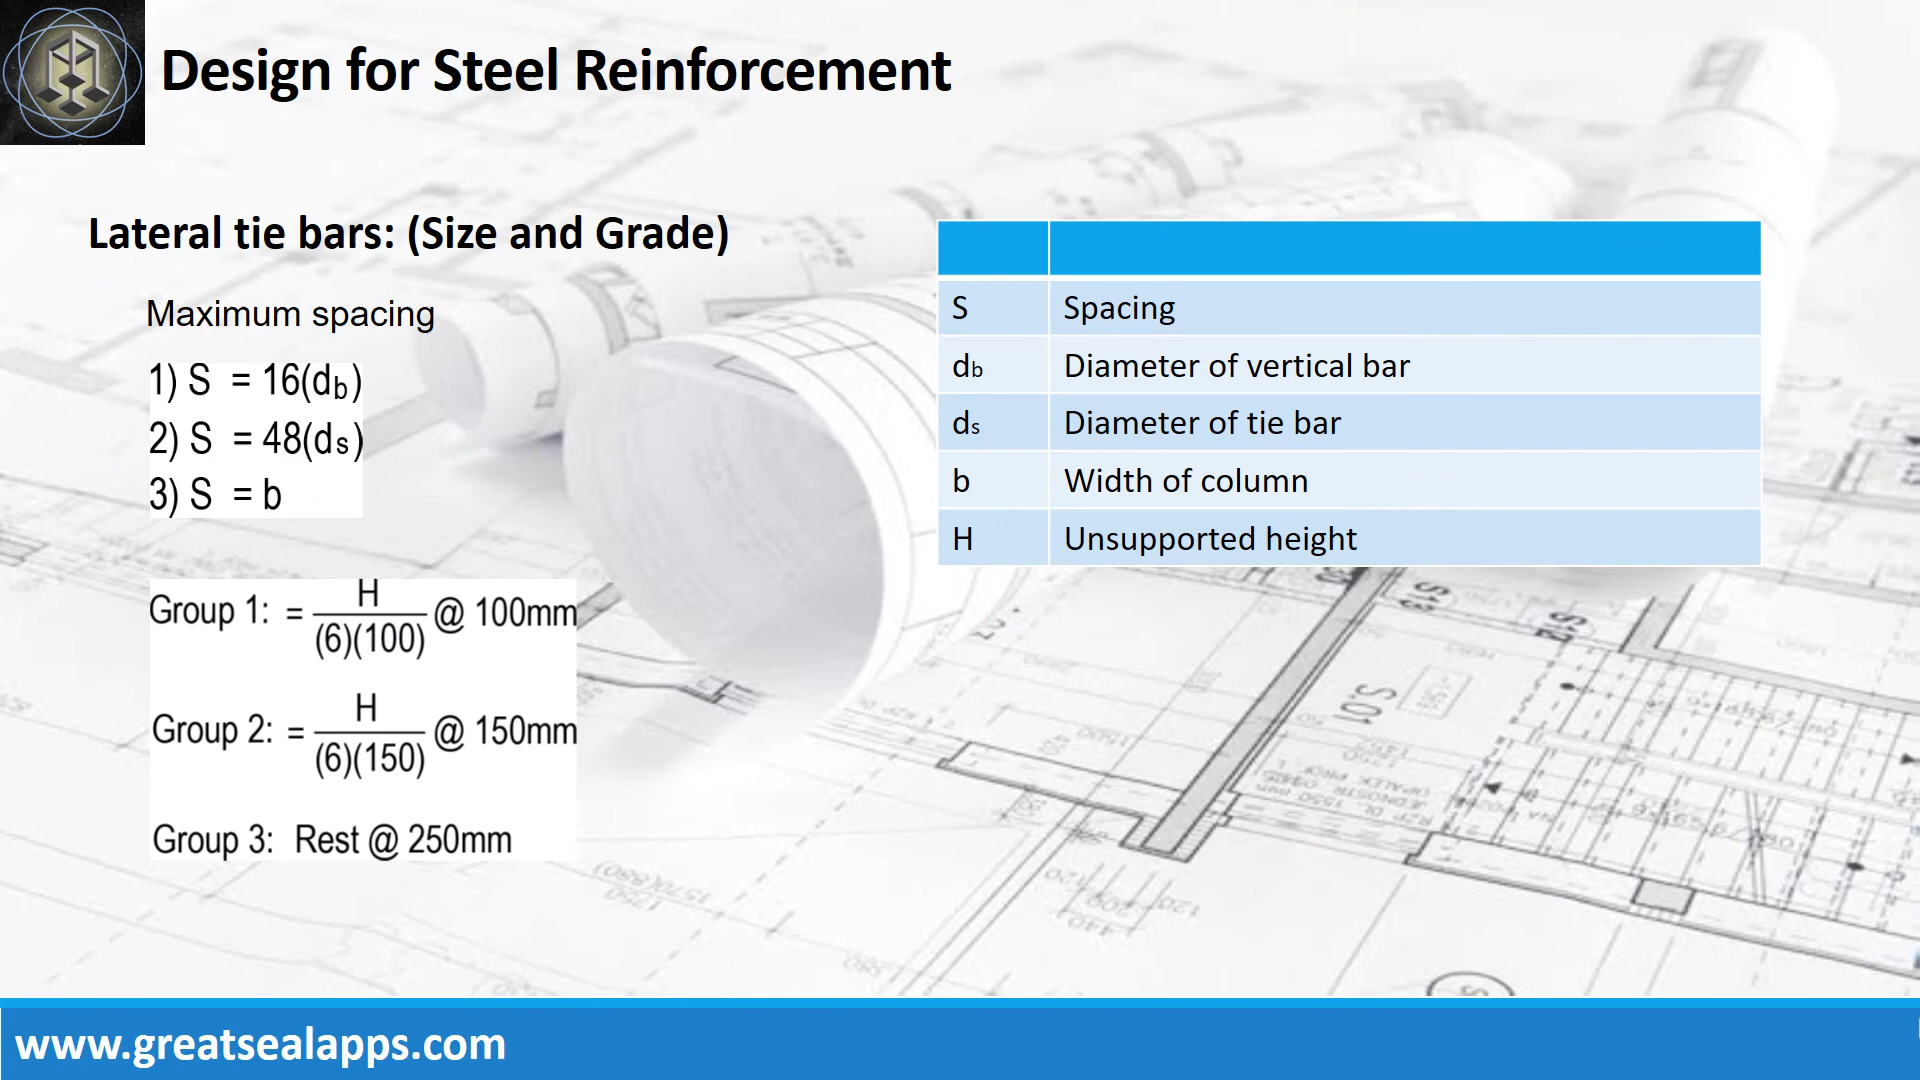 Design for Steel Reinforcement
Lateral tie bars: (Size and Grade)
Maximum spacing
1) S = 16(db)
2) S = 48(ds)
3) S = b
Group 1: = H/(6)(100) @ 100mm
Group 2: = H/(6)(150) @ 150mm
Group 3: Rest @ 250mm
S Spacing
db Diameter of vertical bar
ds Diameter of tie bar
b Width of column
H Unsupported height
www.greatsealapps.com